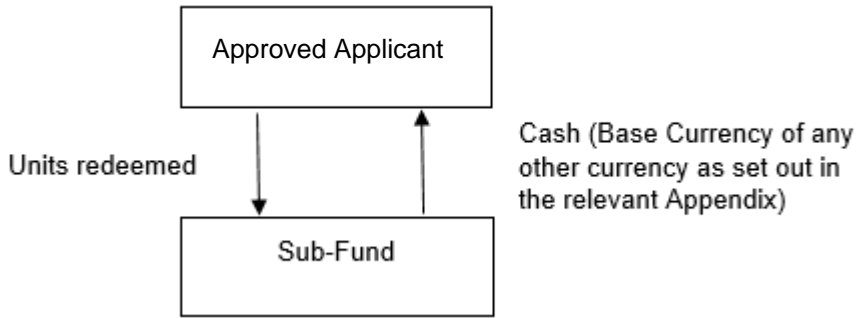 Approved Applicant
Units redeemed
Cash (Base Currency of any
other currency as set out in
the relevant Appendix)
Sub-Fund